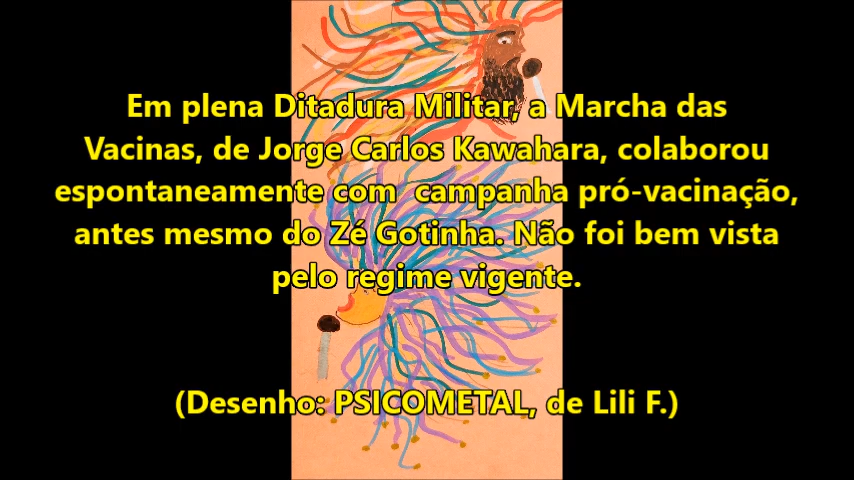 Em plena Ditadura Militar, a Marcha das
Vacinas, de Jorge Carlos Kawahara, colaborou
espontaneamente com  campanha pró-vacinação,
antes mesmo do Zé Gotinha. Não foi bem vista
pelo regime vigente.
(Desenho: PSICOMETAL, de Lili F.)